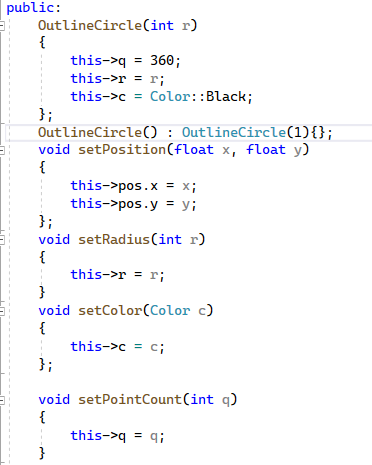 public:
    OutlineCircle(int r)
    {
        this->q = 360;
        this->r = r;
        this->c = Color::Black;
    };
    OutlineCircle() : OutlineCircle(1){};
    void setPosition(float x, float y)
    {
        this->pos.x = x;
        this->pos.y = y;
    };
    void setRadius(int r)
    {
        this->r = r;
    }
    void setColor(Color c)
    {
        this->c = c;
    };

    void setPointCount(int q)
    {
        this->q = q;
    }